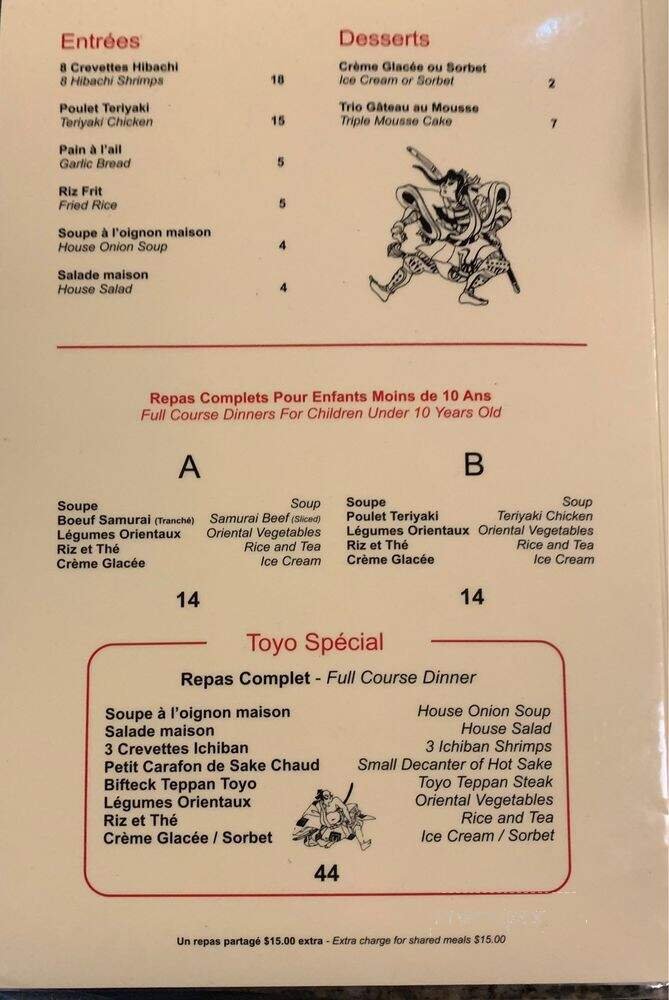 Entrées
8 Crevettes Hibachi
8 Hibachi Shrimps 18
Poulet Teriyaki
Teriyaki Chicken 15
Pain à l'ail
Garlic Bread 5
Riz Frit
Fried Rice 5
Soupe à l'oignon maison
House Onion Soup 4
Salade maison
House Salad 4
Desserts
Crème Glacée ou Sorbet
Ice Cream or Sorbet 2
Trio Gâteau au Mousse
Triple Mousse Cake 7
Repas Complets Pour Enfants Moins de 10 Ans
Full Course Dinners For Children Under 10 Years Old
A
Soupe Soup
Boeuf Samurai (Tranché) Samurai Beef (Sliced)
Légumes Orientaux Oriental Vegetables
Riz et Thé Rice and Tea
Crème Glacée Ice Cream
14
B
Soupe Soup
Poulet Teriyaki Teriyaki Chicken
Légumes Orientaux Oriental Vegetables
Riz et Thé Rice and Tea
Crème Glacée Ice Cream
14
Toyo Spécial
Repas Complet - Full Course Dinner
Soupe à l'oignon maison House Onion Soup
Salade maison House Salad
3 Crevettes Ichiban 3 Ichiban Shrimps
Petit Carafon de Sake Chaud Small Decanter of Hot Sake
Bifteck Teppan Toyo Toyo Teppan Steak
Légumes Orientaux Oriental Vegetables
Riz et Thé Rice and Tea
Crème Glacée / Sorbet Ice Cream / Sorbet
44
Un repas partagé $15.00 extra - Extra charge for shared meals $15.00